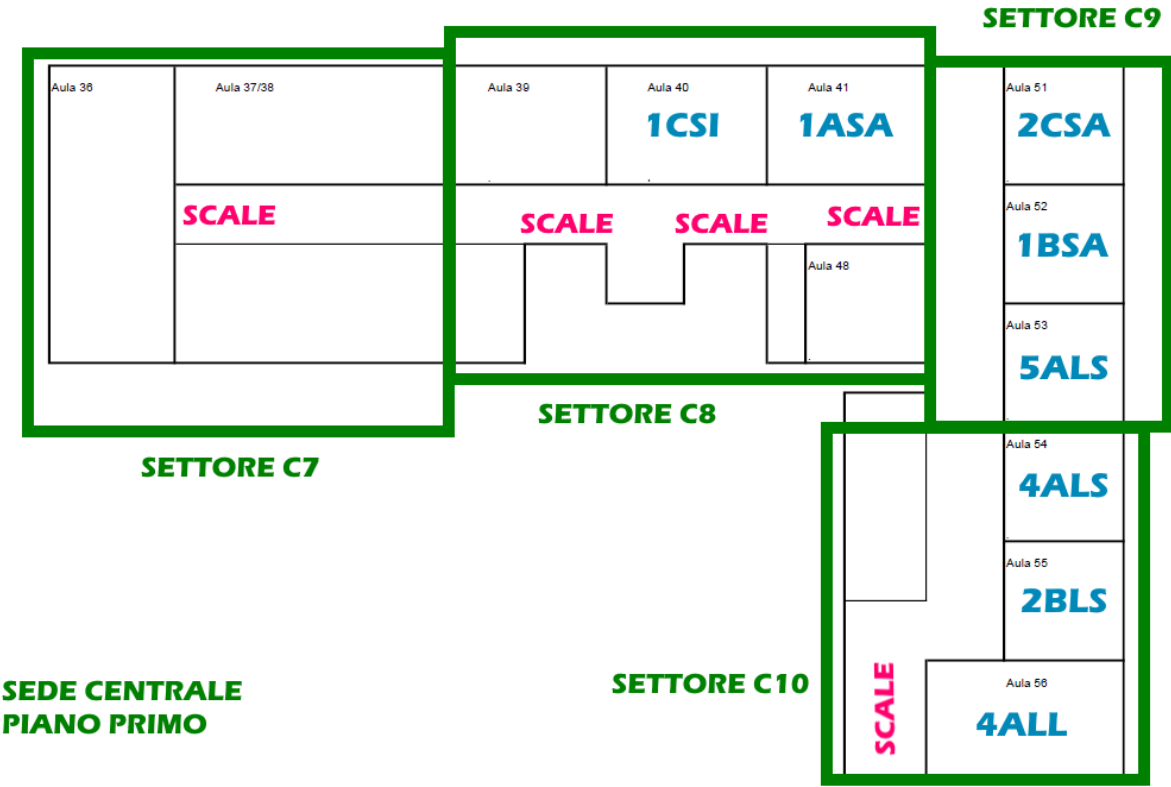 SETTORE C9
Aula 36
Aula 37/38
Aula 39
Aula 40
1CSI
Aula 41
1ASA
Aula 51
2CSA
SCALE
SCALE
SCALE
SCALE
Aula 52
1BSA
Aula 48
Aula 53
5ALS
SETTORE C8
SETTORE C7
Aula 54
4ALS
Aula 55
2BLS
SETTORE C10
SCALE
Aula 56
4ALL
SEDE CENTRALE
PIANO PRIMO